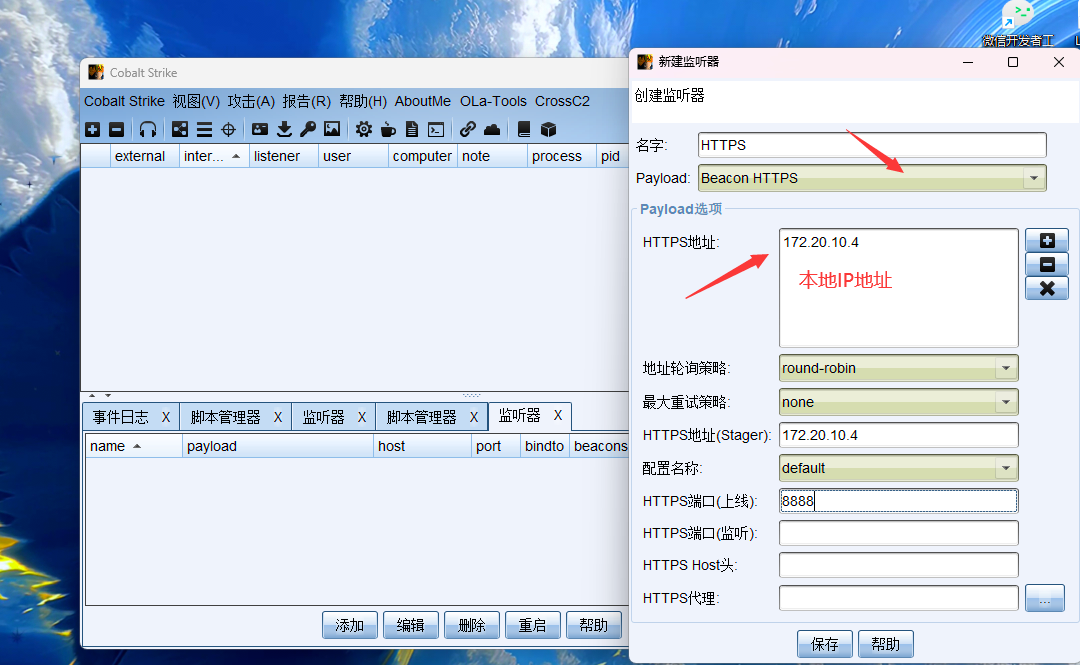 微信开发者工
Cobalt Strike
Cobalt Strike 视图(V) 攻击(A) 报告(R) 帮助(H) AboutMe OLa-Tools CrossC2
external inter... listener user computer note process pid
事件日志 X 脚本管理器 X 监听器 X 脚本管理器 X 监听器 X
name payload host port bindto beacons
添加 编辑 删除 重启 帮助
新建监听器
创建监听器
名字: HTTPS
Payload: Beacon HTTPS
Payload选项
HTTPS地址: 172.20.10.4
本地IP地址
地址轮询策略: round-robin
最大重试策略: none
HTTPS地址(Stager): 172.20.10.4
配置名称: default
HTTPS端口(上线): 8888
HTTPS端口(监听):
HTTPS Host头:
HTTPS代理: ...
保存 帮助